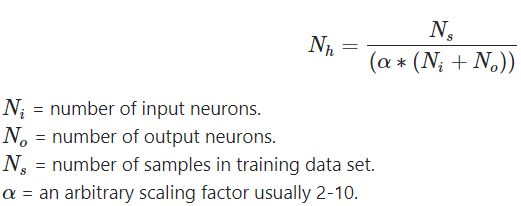 N_h = N_s / (α * (N_i + N_o))
N_i = number of input neurons.
N_o = number of output neurons.
N_s = number of samples in training data set.
α = an arbitrary scaling factor usually 2-10.